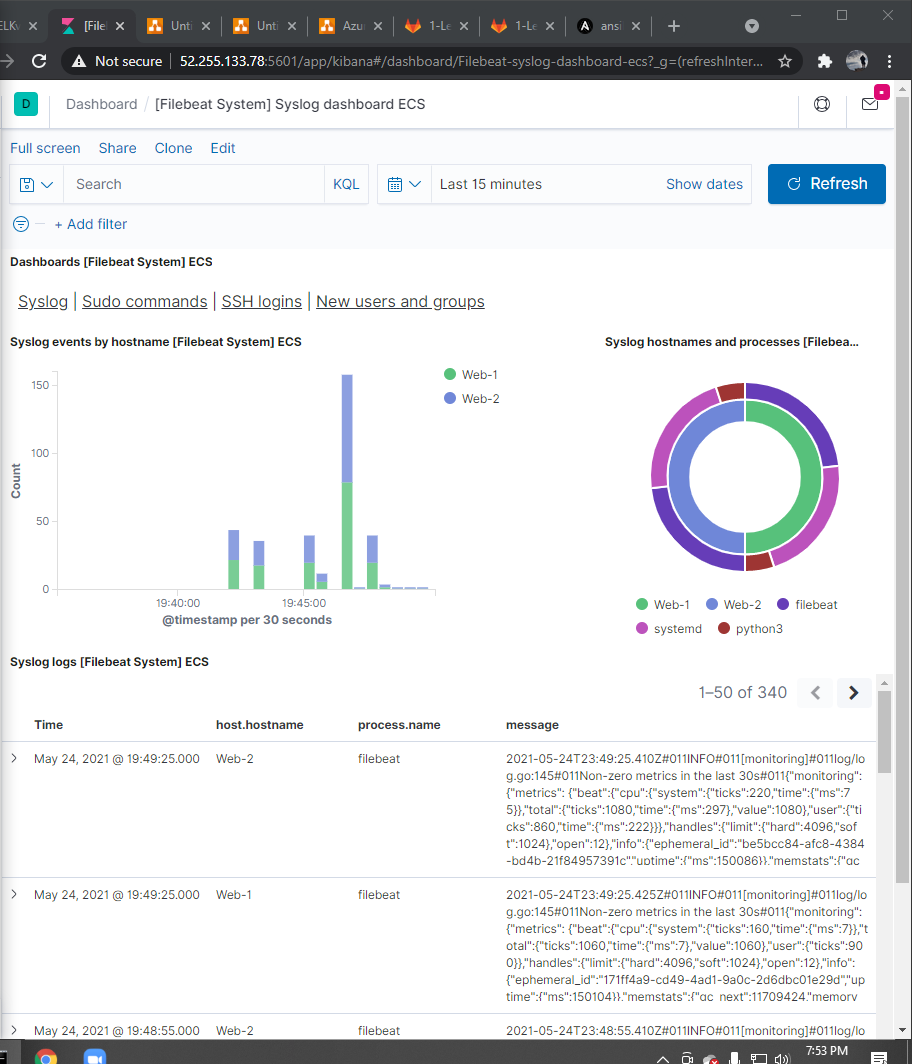 ELKv
[File
Unti
Unti
Azu
1-Le
1-Le
ansi
Not secure
52.255.133.78:5601/app/kibana#/dashboard/Filebeat-syslog-dashboard-ecs?_g=(refreshInter...
D
Dashboard / [Filebeat System] Syslog dashboard ECS
Full screen Share Clone Edit
Search
KQL
Last 15 minutes
Show dates
Refresh
+ Add filter
Dashboards [Filebeat System] ECS
Syslog | Sudo commands | SSH logins | New users and groups
Syslog events by hostname [Filebeat System] ECS
150
100
50
0
Count
19:40:00 19:45:00
@timestamp per 30 seconds
Web-1
Web-2
Syslog hostnames and processes [Filebea...
Web-1 Web-2 filebeat
systemd python3
Syslog logs [Filebeat System] ECS
1–50 of 340
Time host.hostname process.name message
May 24, 2021 @ 19:49:25.000 Web-2 filebeat
2021-05-24T23:49:25.410Z#011INFO#011[monitoring]#011log/lo
g.go:145#011Non-zero metrics in the last 30s#011{"monitoring":
{"metrics": {"beat":{"cpu":{"system":{"ticks":220,"time":{"ms":7
5}},"total":{"ticks":1080,"time":{"ms":297},"value":1080},"user":{"ti
cks":860,"time":{"ms":222}}},"handles":{"limit":{"hard":4096,"sof
t":1024},"open":12},"info":{"ephemeral_id":"be5bcc84-afc8-4384
-bd4b-21f84957391c","uptime":{"ms":150086}},"memstats":{"gc
May 24, 2021 @ 19:49:25.000 Web-1 filebeat
2021-05-24T23:49:25.425Z#011INFO#011[monitoring]#011log/lo
g.go:145#011Non-zero metrics in the last 30s#011{"monitoring":
{"metrics": {"beat":{"cpu":{"system":{"ticks":160,"time":{"ms":7}},"t
otal":{"ticks":1060,"time":{"ms":7},"value":1060},"user":{"ticks":90
0}},"handles":{"limit":{"hard":4096,"soft":1024},"open":12},"info":
{"ephemeral_id":"171ff4a9-cd49-4ad1-9a0c-2d6dbc01e29d","up
time":{"ms":150104}},"memstats":{"gc_next":11709424,"memory
May 24, 2021 @ 19:48:55.000 Web-2 filebeat
2021-05-24T23:48:55.410Z#011INFO#011[monitoring]#011log/lo
7:53 PM